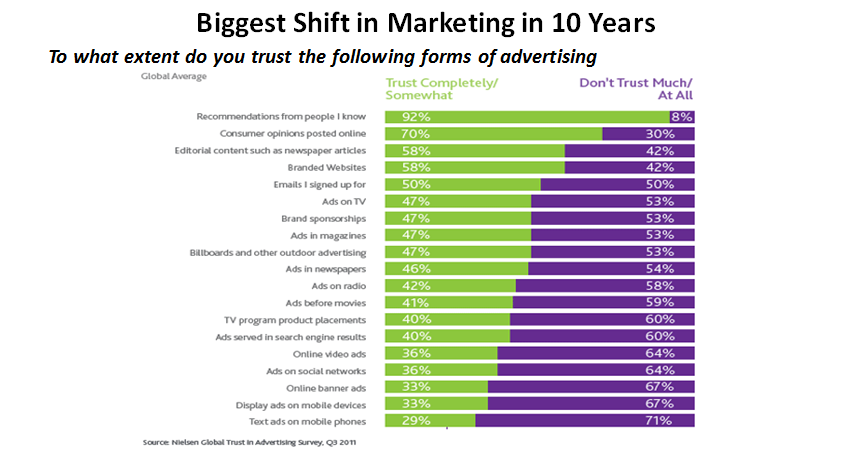 Biggest Shift in Marketing in 10 Years
To what extent do you trust the following forms of advertising
Global Average
Trust Completely/
Somewhat
Don't Trust Much/
At All
Recommendations from people I know 92% 8%
Consumer opinions posted online 70% 30%
Editorial content such as newspaper articles 58% 42%
Branded Websites 58% 42%
Emails I signed up for 50% 50%
Ads on TV 47% 53%
Brand sponsorships 47% 53%
Ads in magazines 47% 53%
Billboards and other outdoor advertising 47% 53%
Ads in newspapers 46% 54%
Ads on radio 42% 58%
Ads before movies 41% 59%
TV program product placements 40% 60%
Ads served in search engine results 40% 60%
Online video ads 36% 64%
Ads on social networks 36% 64%
Online banner ads 33% 67%
Display ads on mobile devices 33% 67%
Text ads on mobile phones 29% 71%
Source: Nielsen Global Trust in Advertising Survey, Q3 2011